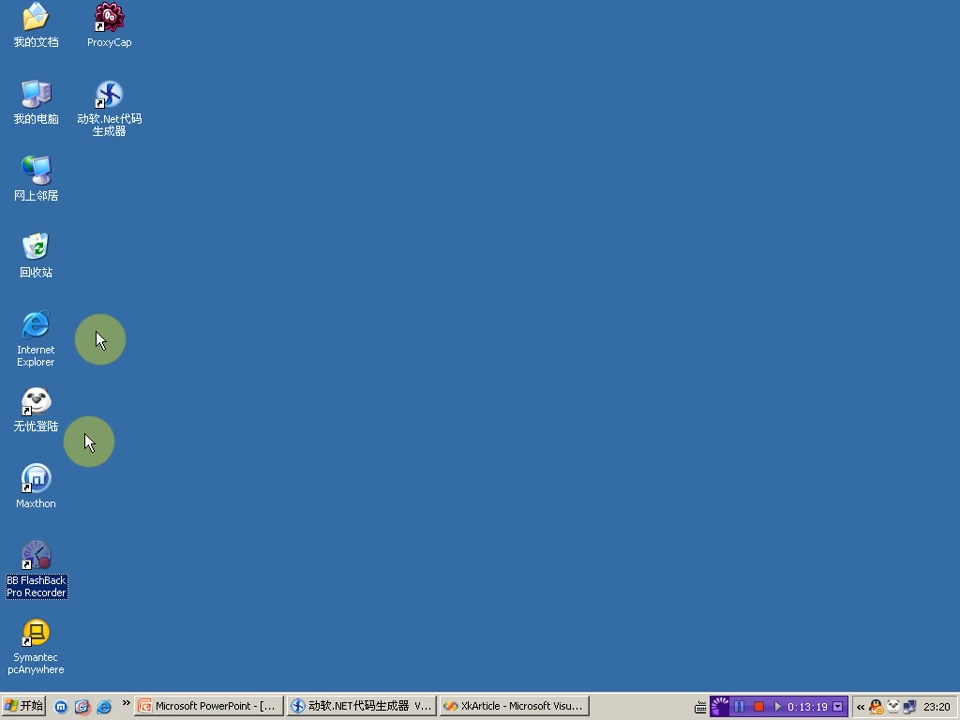 我的文档
ProxyCap
我的电脑
动软.Net代码
生成器
网上邻居
回收站
Internet
Explorer
无忧登陆
Maxthon
BB FlashBack
Pro Recorder
Symantec
pcAnywhere
开始
Microsoft PowerPoint - [...
动软.NET代码生成器 V...
XkArticle - Microsoft Visu...
0:13:19
23:20